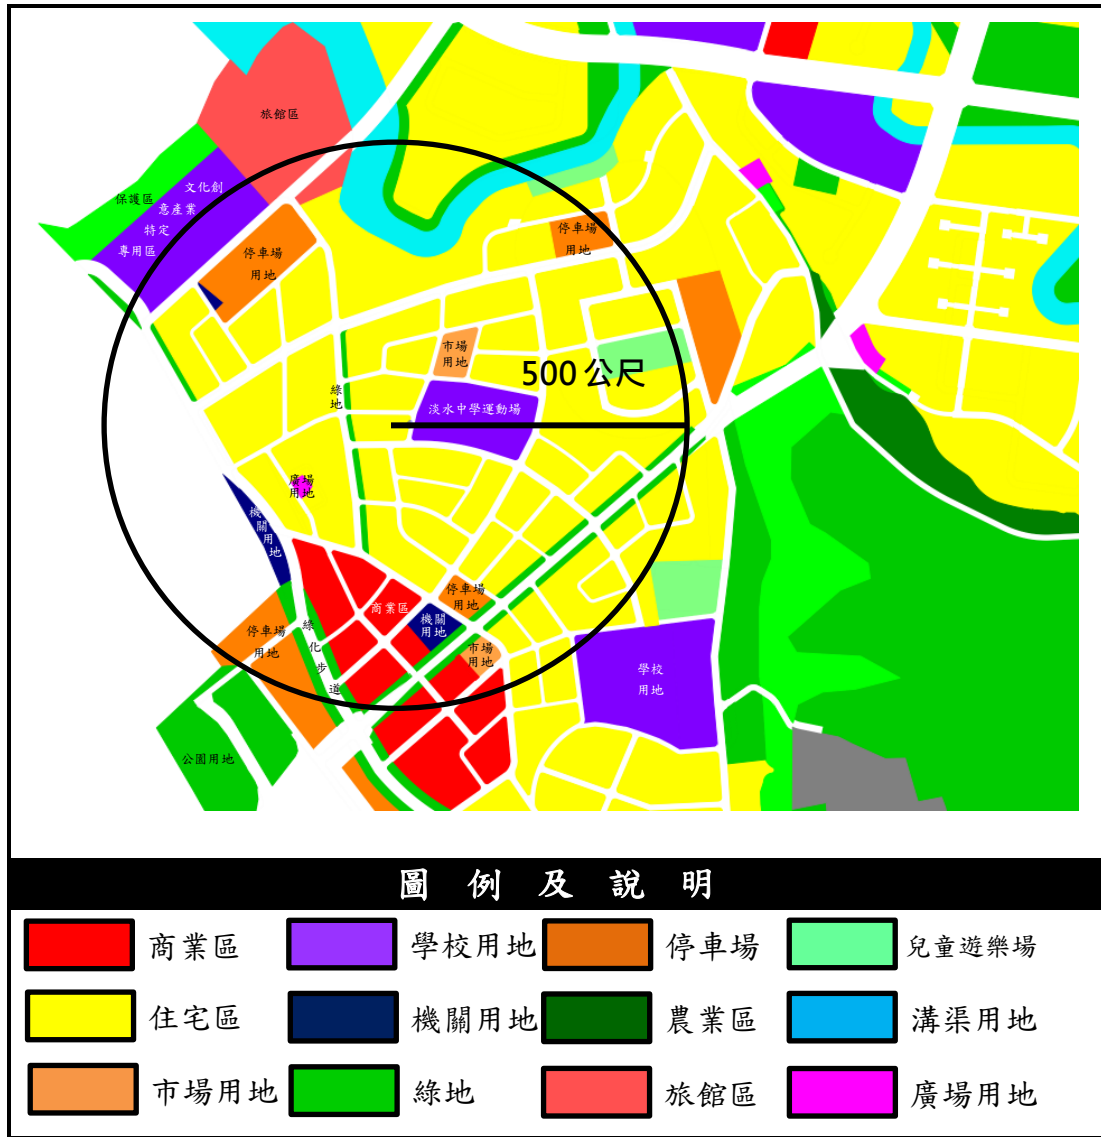 旅館區
文化創
意產業
特定
專用區
保護區
停車場
用地
停車場
用地
市場
用地
500公尺
綠
地
淡水中學運動場
廣場
用地
機
關
用
地
停車場
用地
商業區
機關
用地
市場
用地
停車場
用地
綠
化
步
道
學校
用地
公園用地
圖例及說明
商業區
學校用地
停車場
兒童遊樂場
住宅區
機關用地
農業區
溝渠用地
市場用地
綠地
旅館區
廣場用地